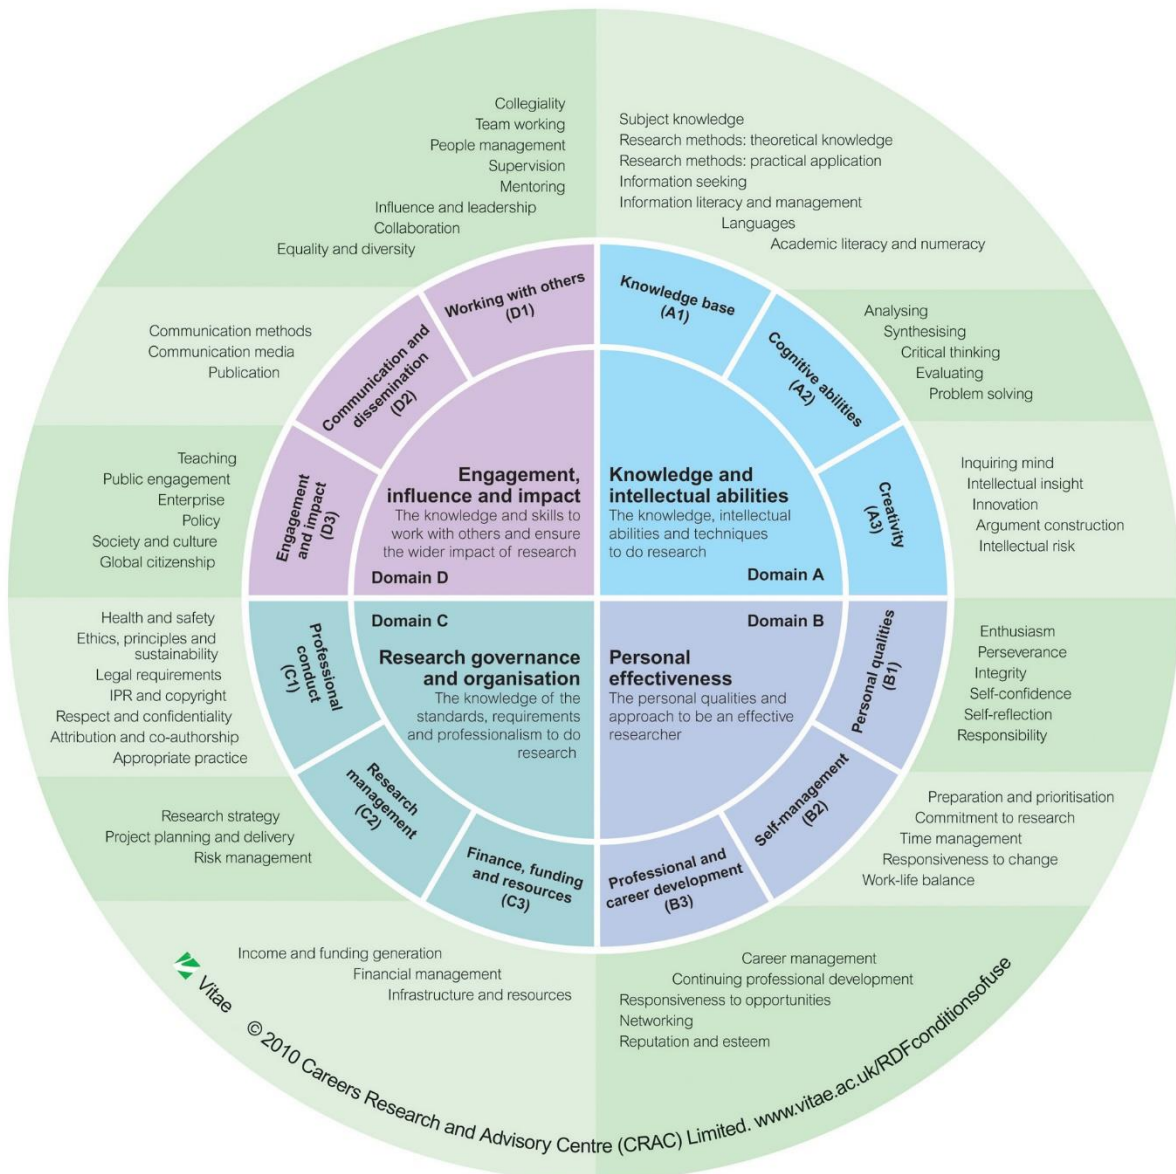 Collegiality
Team working
People management
Supervision
Mentoring
Influence and leadership
Collaboration
Equality and diversity
Subject knowledge
Research methods: theoretical knowledge
Research methods: practical application
Information seeking
Information literacy and management
Languages
Academic literacy and numeracy
Working with others
(D1)
Knowledge base
(A1)
Communication methods
Communication media
Publication
Communication and
dissemination
(D2)
Cognitive abilities
(A2)
Analysing
Synthesising
Critical thinking
Evaluating
Problem solving
Teaching
Public engagement
Enterprise
Policy
Society and culture
Global citizenship
Engagement
and impact
(D3)
Engagement,
influence and impact
The knowledge and skills to
work with others and ensure
the wider impact of research
Domain D
Knowledge and
intellectual abilities
The knowledge, intellectual
abilities and techniques
to do research
Domain A
Creativity
(A3)
Inquiring mind
Intellectual insight
Innovation
Argument construction
Intellectual risk
Health and safety
Ethics, principles and
sustainability
Legal requirements
IPR and copyright
Respect and confidentiality
Attribution and co-authorship
Appropriate practice
Professional
conduct
(C1)
Domain C
Research governance
and organisation
The knowledge of the
standards, requirements
and professionalism to do
research
Domain B
Personal
effectiveness
The personal qualities and
approach to be an effective
researcher
Personal qualities
(B1)
Enthusiasm
Perseverance
Integrity
Self-confidence
Self-reflection
Responsibility
Research strategy
Project planning and delivery
Risk management
Research
management
(C2)
Self-management
(B2)
Preparation and prioritisation
Commitment to research
Time management
Responsiveness to change
Work-life balance
Finance, funding
and resources
(C3)
Professional and
career development
(B3)
Income and funding generation
Financial management
Infrastructure and resources
Career management
Continuing professional development
Responsiveness to opportunities
Networking
Reputation and esteem
Vitae © 2010 Careers Research and Advisory Centre (CRAC) Limited. www.vitae.ac.uk/RDFconditionsofuse